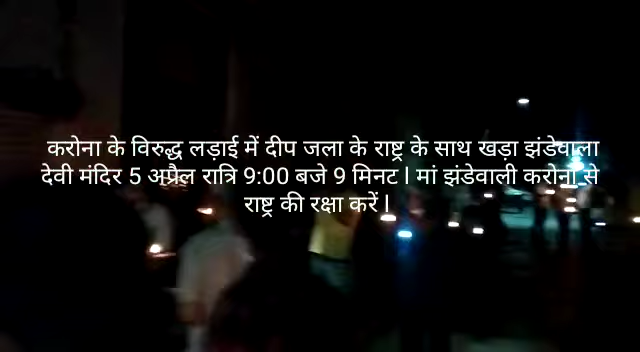 करोना के विरुद्ध लड़ाई में दीप जला के राष्ट्र के साथ खड़ा झंडेवाला
देवी मंदिर 5 अप्रैल रात्रि 9:00 बजे 9 मिनट l मां झंडेवाली करोना से
राष्ट्र की रक्षा करें l